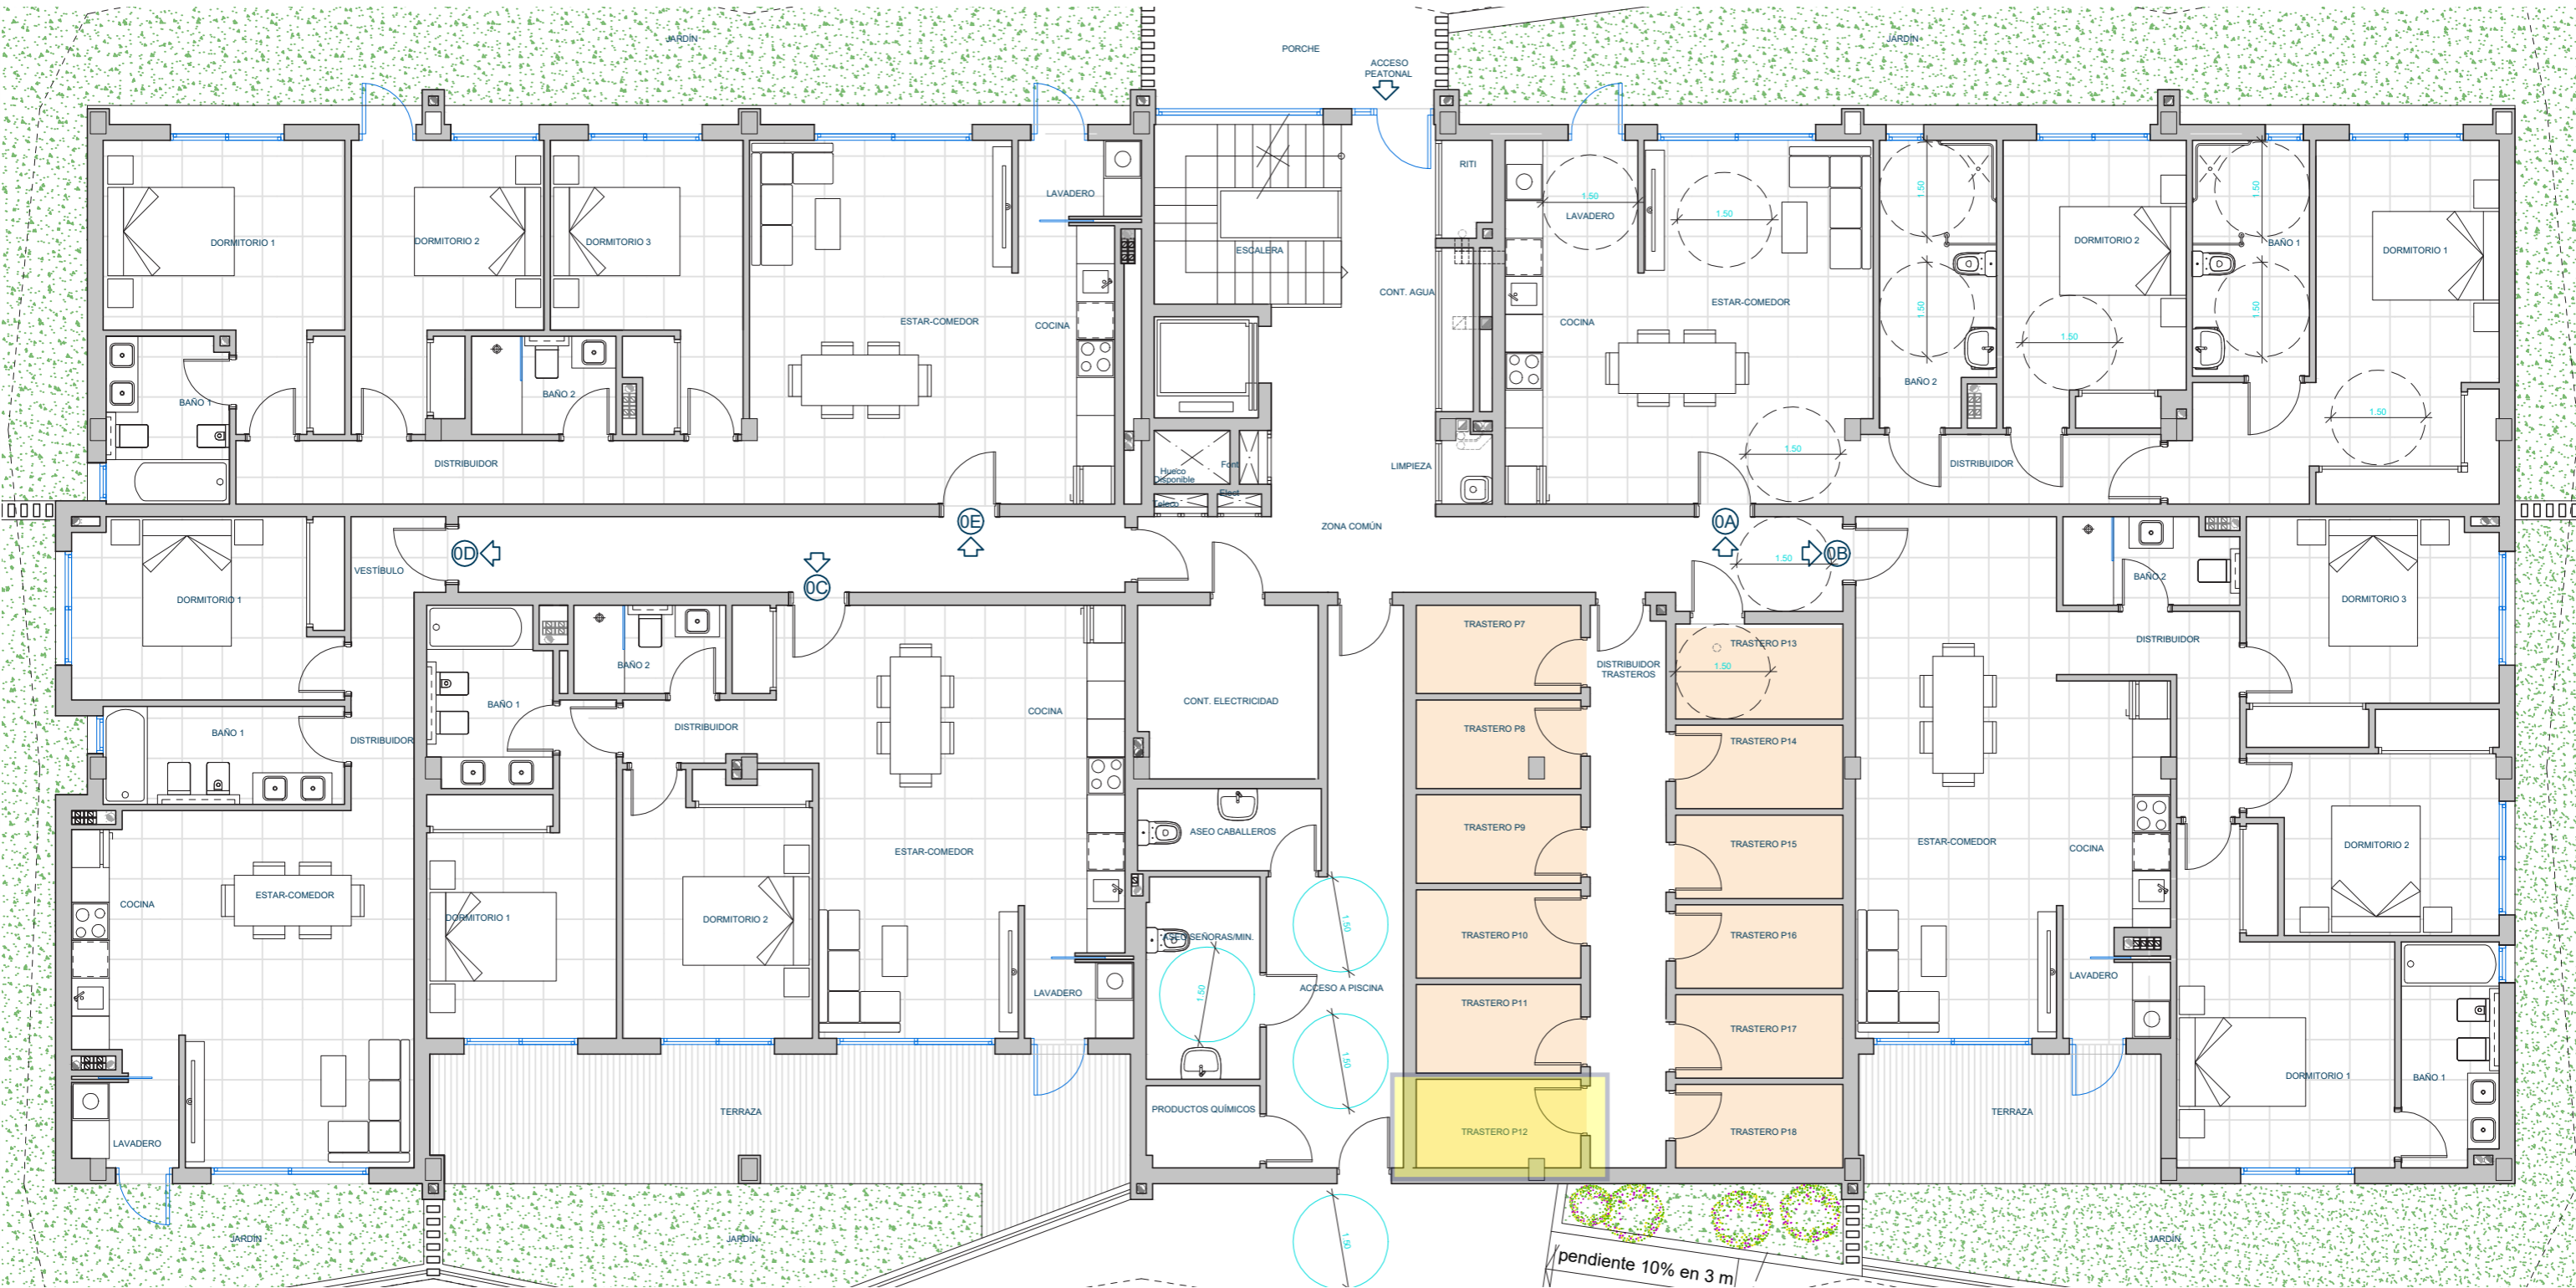 JARDÍN
PORCHE
JARDÍN
ACCESO
PEATONAL
DORMITORIO 1
DORMITORIO 2
DORMITORIO 3
LAVADERO
ESTAR-COMEDOR
COCINA
BAÑO 1
BAÑO 2
DISTRIBUIDOR
ESCALERA
RITI
CONT. AGUA
LIMPIEZA
Hueco
Disponible
Font
Teleco
Elect
ZONA COMÚN
1.50
LAVADERO
1.50
ESTAR-COMEDOR
COCINA
1.50
1.50
BAÑO 2
1.50
DORMITORIO 2
1.50
1.50
1.50
BAÑO 1
DORMITORIO 1
1.50
1.50
DISTRIBUIDOR
0D
0C
0E
0A
0B
1.50
VESTÍBULO
DORMITORIO 1
BAÑO 1
DISTRIBUIDOR
COCINA
ESTAR-COMEDOR
LAVADERO
BAÑO 1
BAÑO 2
DISTRIBUIDOR
COCINA
ESTAR-COMEDOR
DORMITORIO 1
DORMITORIO 2
LAVADERO
TERRAZA
CONT. ELECTRICIDAD
ASEO CABALLEROS
ASEO SEÑORAS/MIN.
1.50
PRODUCTOS QUÍMICOS
1.50
ACCESO A PISCINA
1.50
1.50
TRASTERO P7
TRASTERO P8
TRASTERO P9
TRASTERO P10
TRASTERO P11
TRASTERO P12
DISTRIBUIDOR
TRASTEROS
TRASTERO P13
1.50
TRASTERO P14
TRASTERO P15
TRASTERO P16
TRASTERO P17
TRASTERO P18
BAÑO 2
DORMITORIO 3
DISTRIBUIDOR
ESTAR-COMEDOR
COCINA
DORMITORIO 2
LAVADERO
DORMITORIO 1
BAÑO 1
TERRAZA
JARDÍN
JARDÍN
JARDÍN
pendiente 10% en 3 m